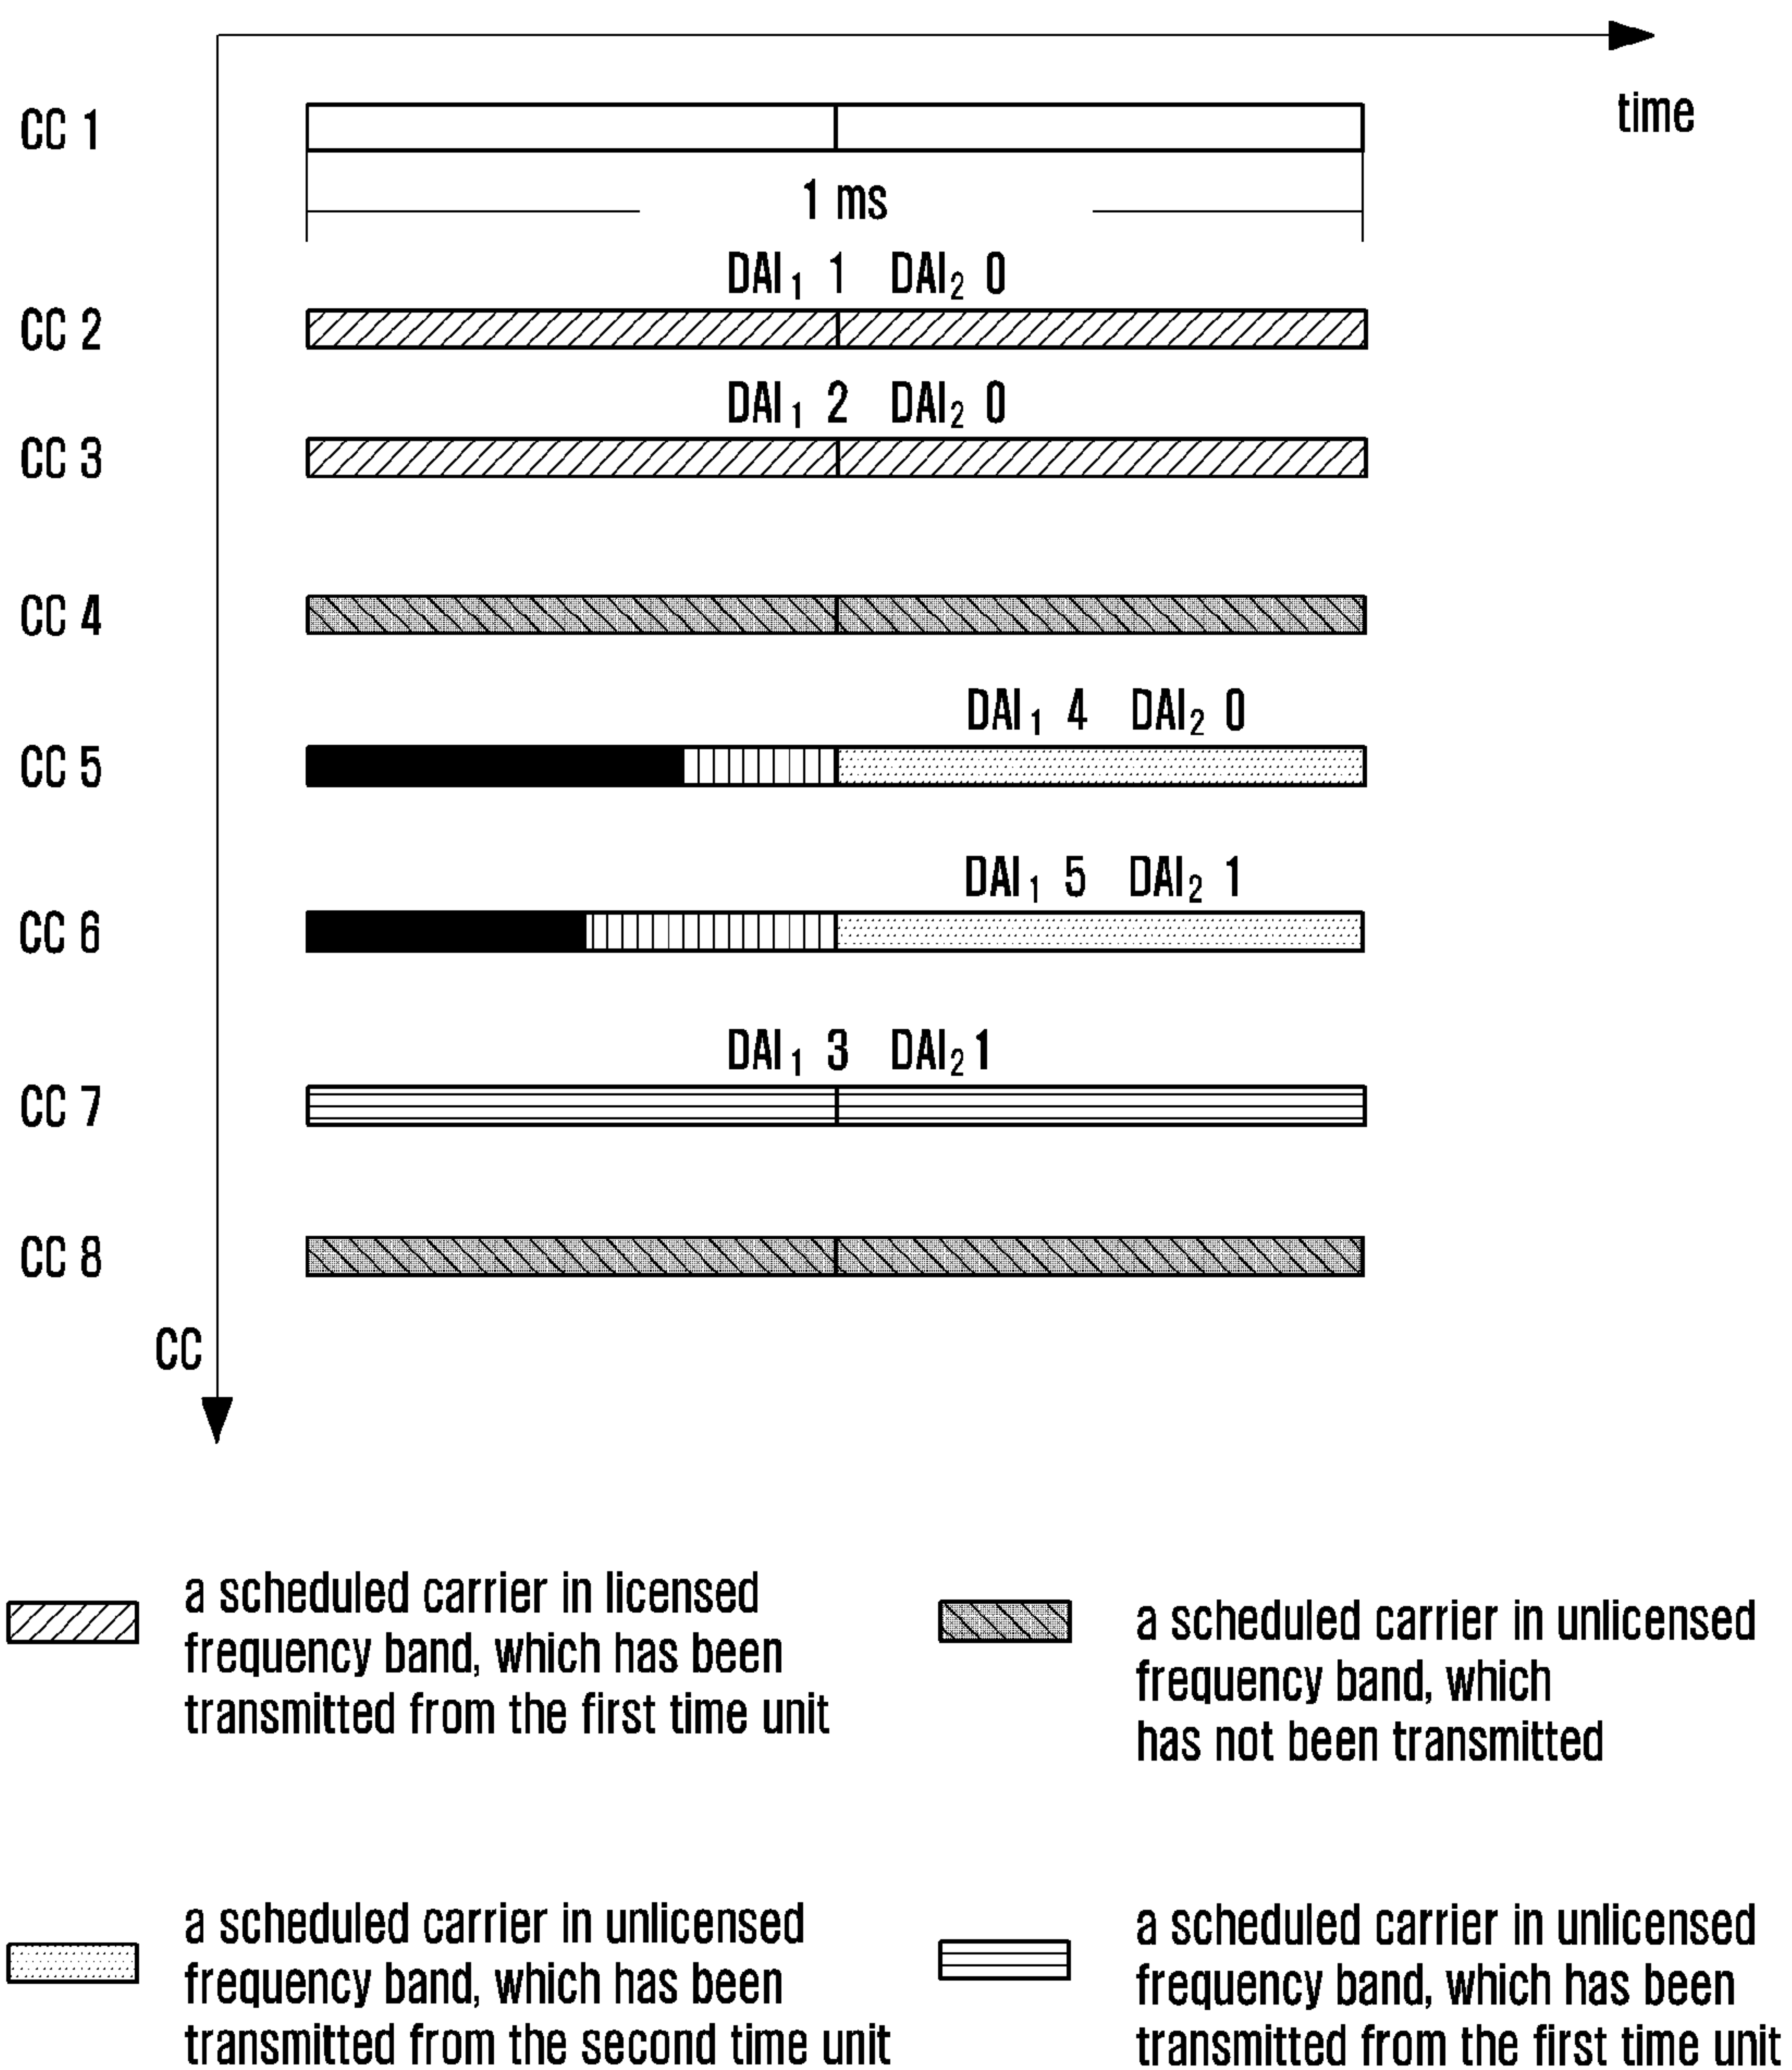 time
CC 1
1 ms
DAI₁ 1 DAI₂ 0
CC 2
DAI₁ 2 DAI₂ 0
CC 3
CC 4
DAI₁ 4 DAI₂ 0
CC 5
DAI₁ 5 DAI₂ 1
CC 6
DAI₁ 3 DAI₂ 1
CC 7
CC 8
CC
a scheduled carrier in licensed
frequency band, which has been
transmitted from the first time unit
a scheduled carrier in unlicensed
frequency band, which
has not been transmitted
a scheduled carrier in unlicensed
frequency band, which has been
transmitted from the second time unit
a scheduled carrier in unlicensed
frequency band, which has been
transmitted from the first time unit